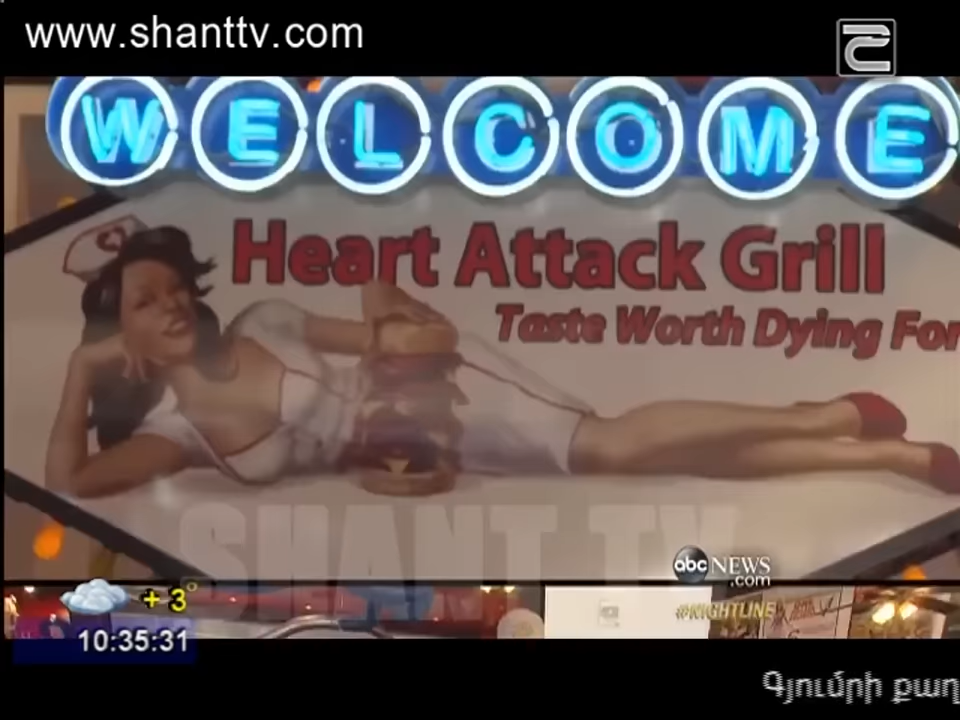 www.shanttv.com
WELCOME
Heart Attack Grill
Taste Worth Dying For
SHANT TV
abc NEWS
.com
#NIGHTLINE
+ 3°
10:35:31
Գյումրի քաղ